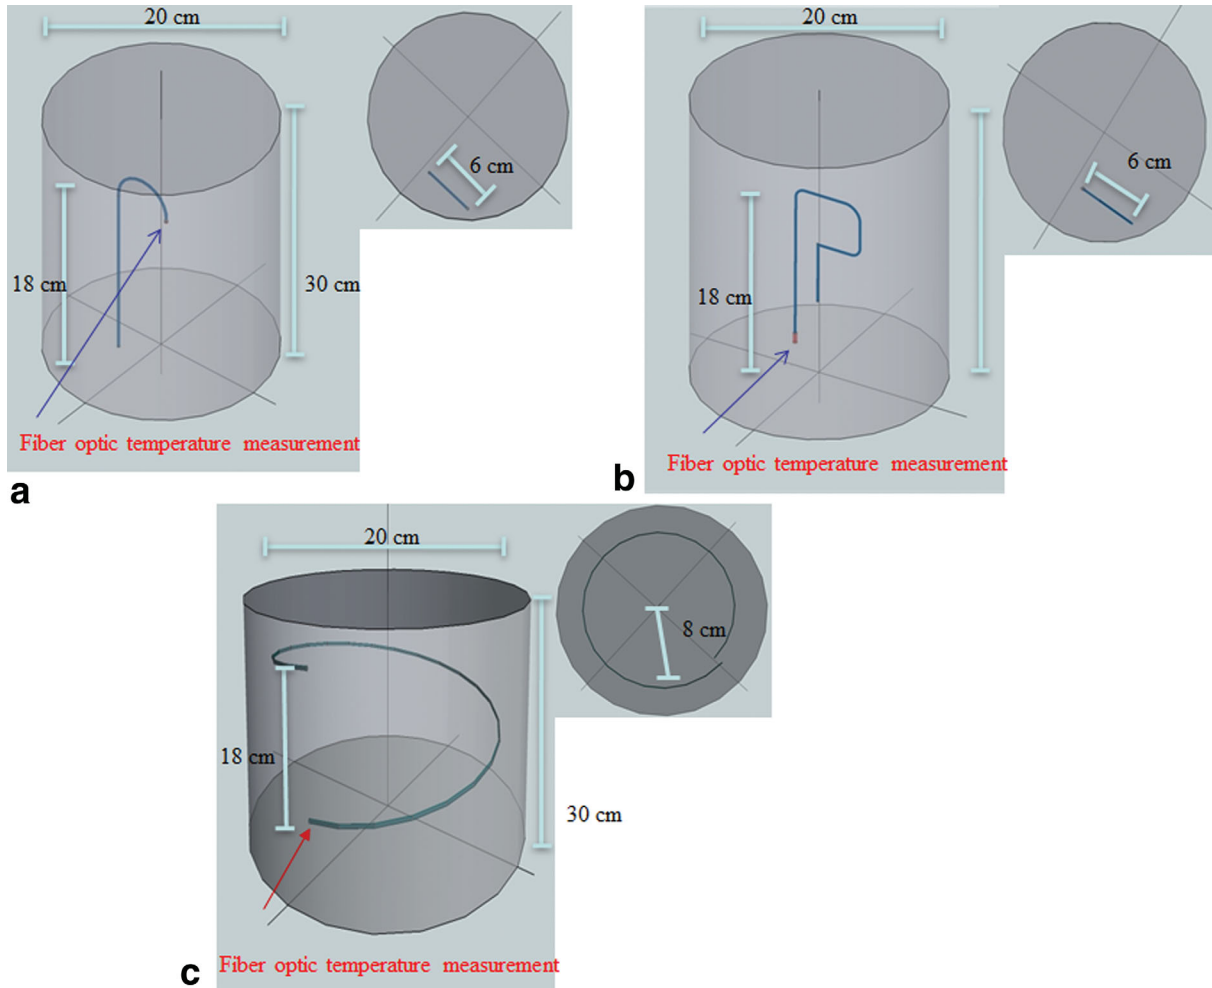 20 cm
6 cm
18 cm
30 cm
Fiber optic temperature measurement
a
20 cm
6 cm
18 cm
Fiber optic temperature measurement
b
20 cm
8 cm
18 cm
30 cm
Fiber optic temperature measurement
c